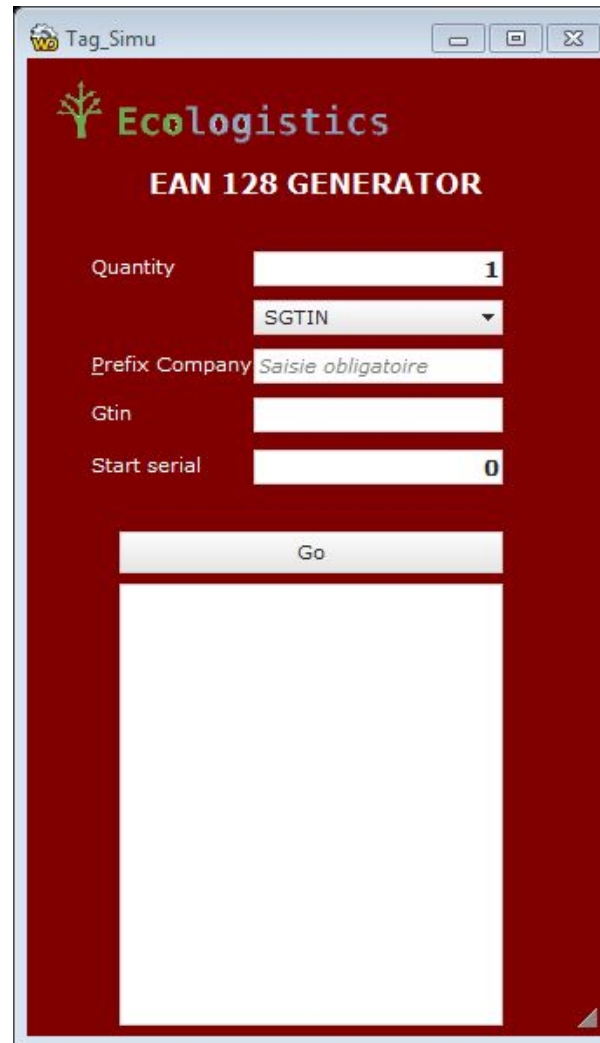 Tag_Simu
Ecologistics
EAN 128 GENERATOR
Quantity 1
SGTIN
Prefix Company Saisie obligatoire
Gtin
Start serial 0
Go